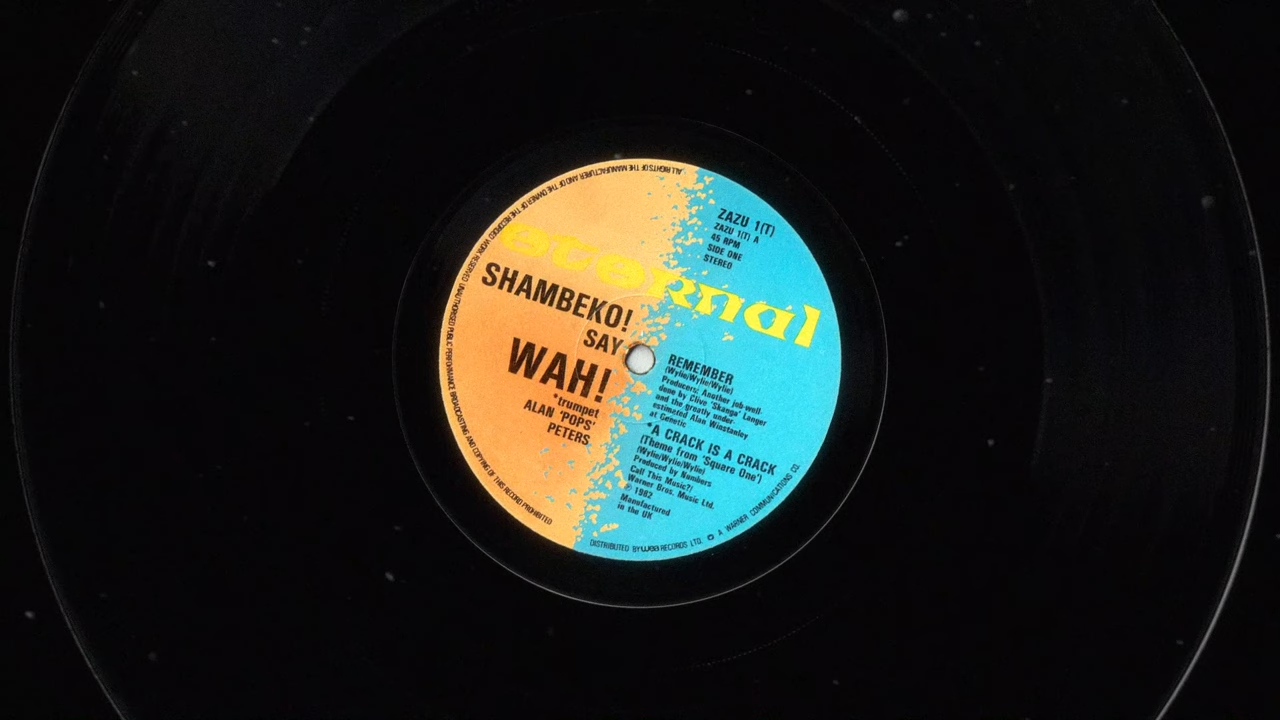 ALL RIGHTS OF THE MANUFACTURER AND OF THE OWNER OF THE RECORDED WORK RESERVED UNAUTHORISED PUBLIC PERFORMANCE BROADCASTING AND COPYING OF THIS RECORD PROHIBITED
eternal
ZAZU 1(T)
ZAZU 1(T) A
45 RPM
SIDE ONE
STEREO
SHAMBEKO!
SAY
WAH!
*trumpet
ALAN 'POPS'
PETERS
REMEMBER
(Wylie/Wylie/Wylie)
Producers: Another job-well-
done by Clive 'Skanga' Langer
and the greatly under-
estimated Alan Winstanley
at Genetic
*A CRACK IS A CRACK
(Theme from 'Square One')
(Wylie/Wylie/Wylie)
Produced by Numbers
Call This Music?/
Warner Bros. Music Ltd.
℗ 1982
Manufactured
in the UK
DISTRIBUTED BY wea RECORDS LTD. A WARNER COMMUNICATIONS CO.